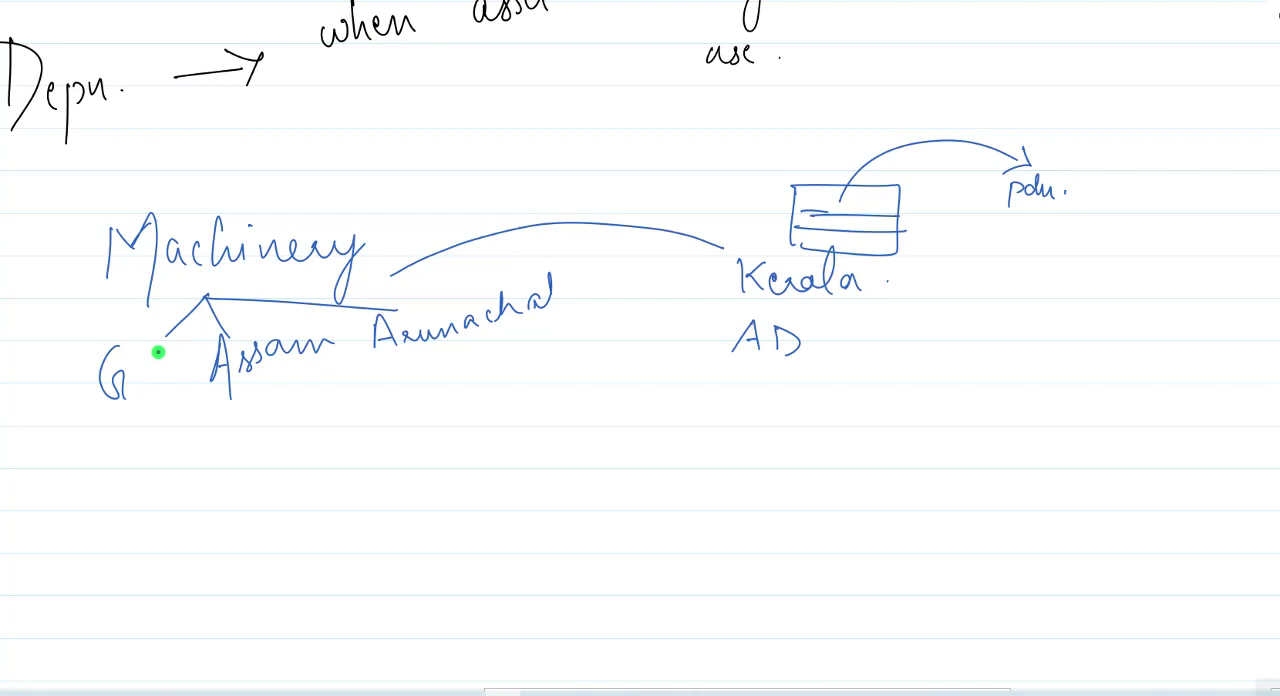 when
use.
Depn. →
pdn.
Machinery
Kerala.
G Assam Arunachal
AD